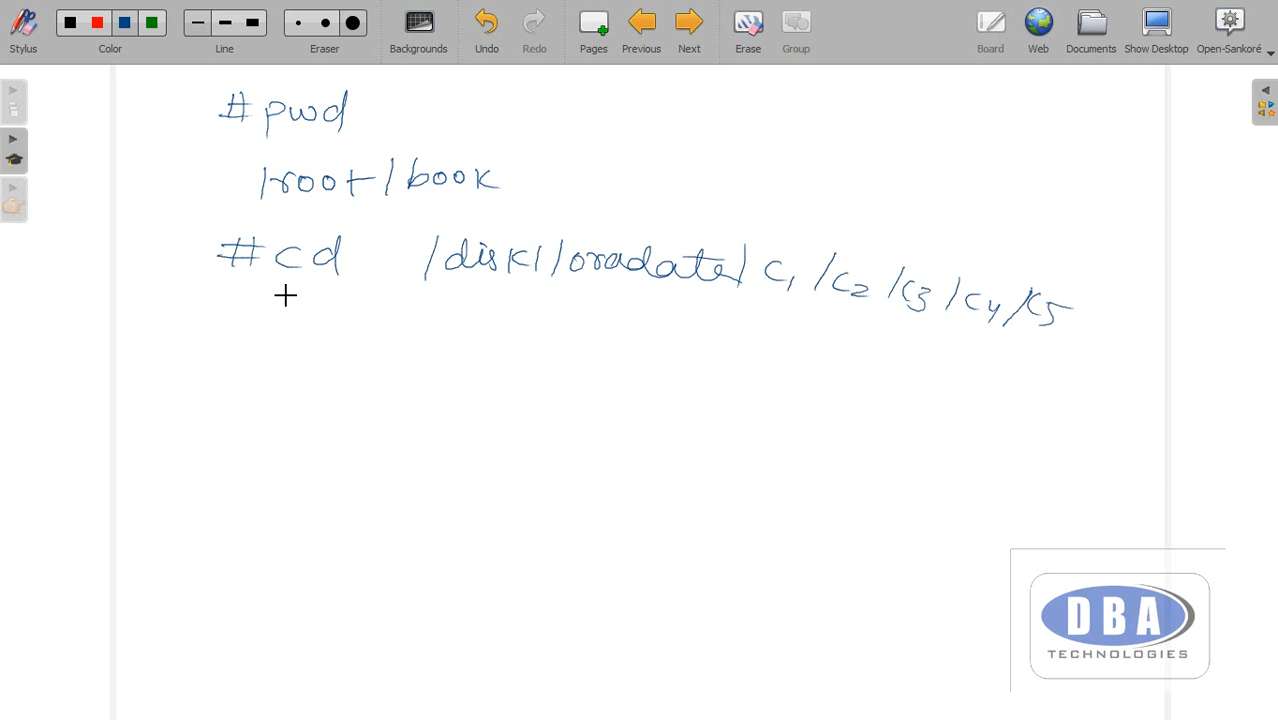 Stylus Color Line Eraser Backgrounds Undo Redo Pages Previous Next Erase Group Board Web Documents Show Desktop Open-Sankoré
#pwd
/root/book
#cd /disk1/oradate/c1/c2/c3/c4/c5
DBA
TECHNOLOGIES